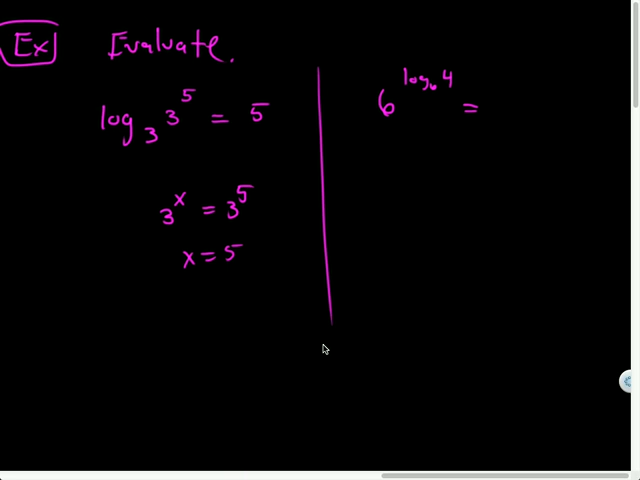 Ex Evaluate.
log₃ 3⁵ = 5
3ˣ = 3⁵
x = 5
6^(log₆ 4) =